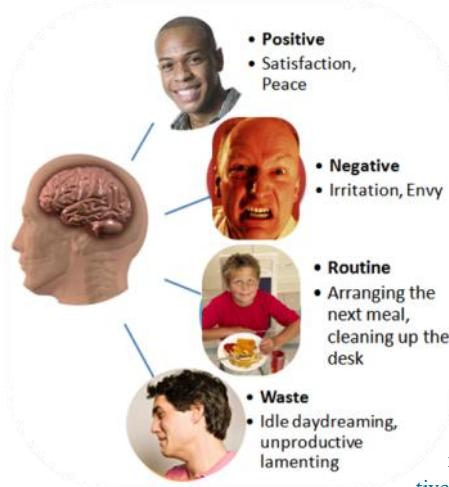 • Positive
• Satisfaction,
Peace
• Negative
• Irritation, Envy
• Routine
• Arranging the
next meal,
cleaning up the
desk
• Waste
• Idle daydreaming,
unproductive
lamenting